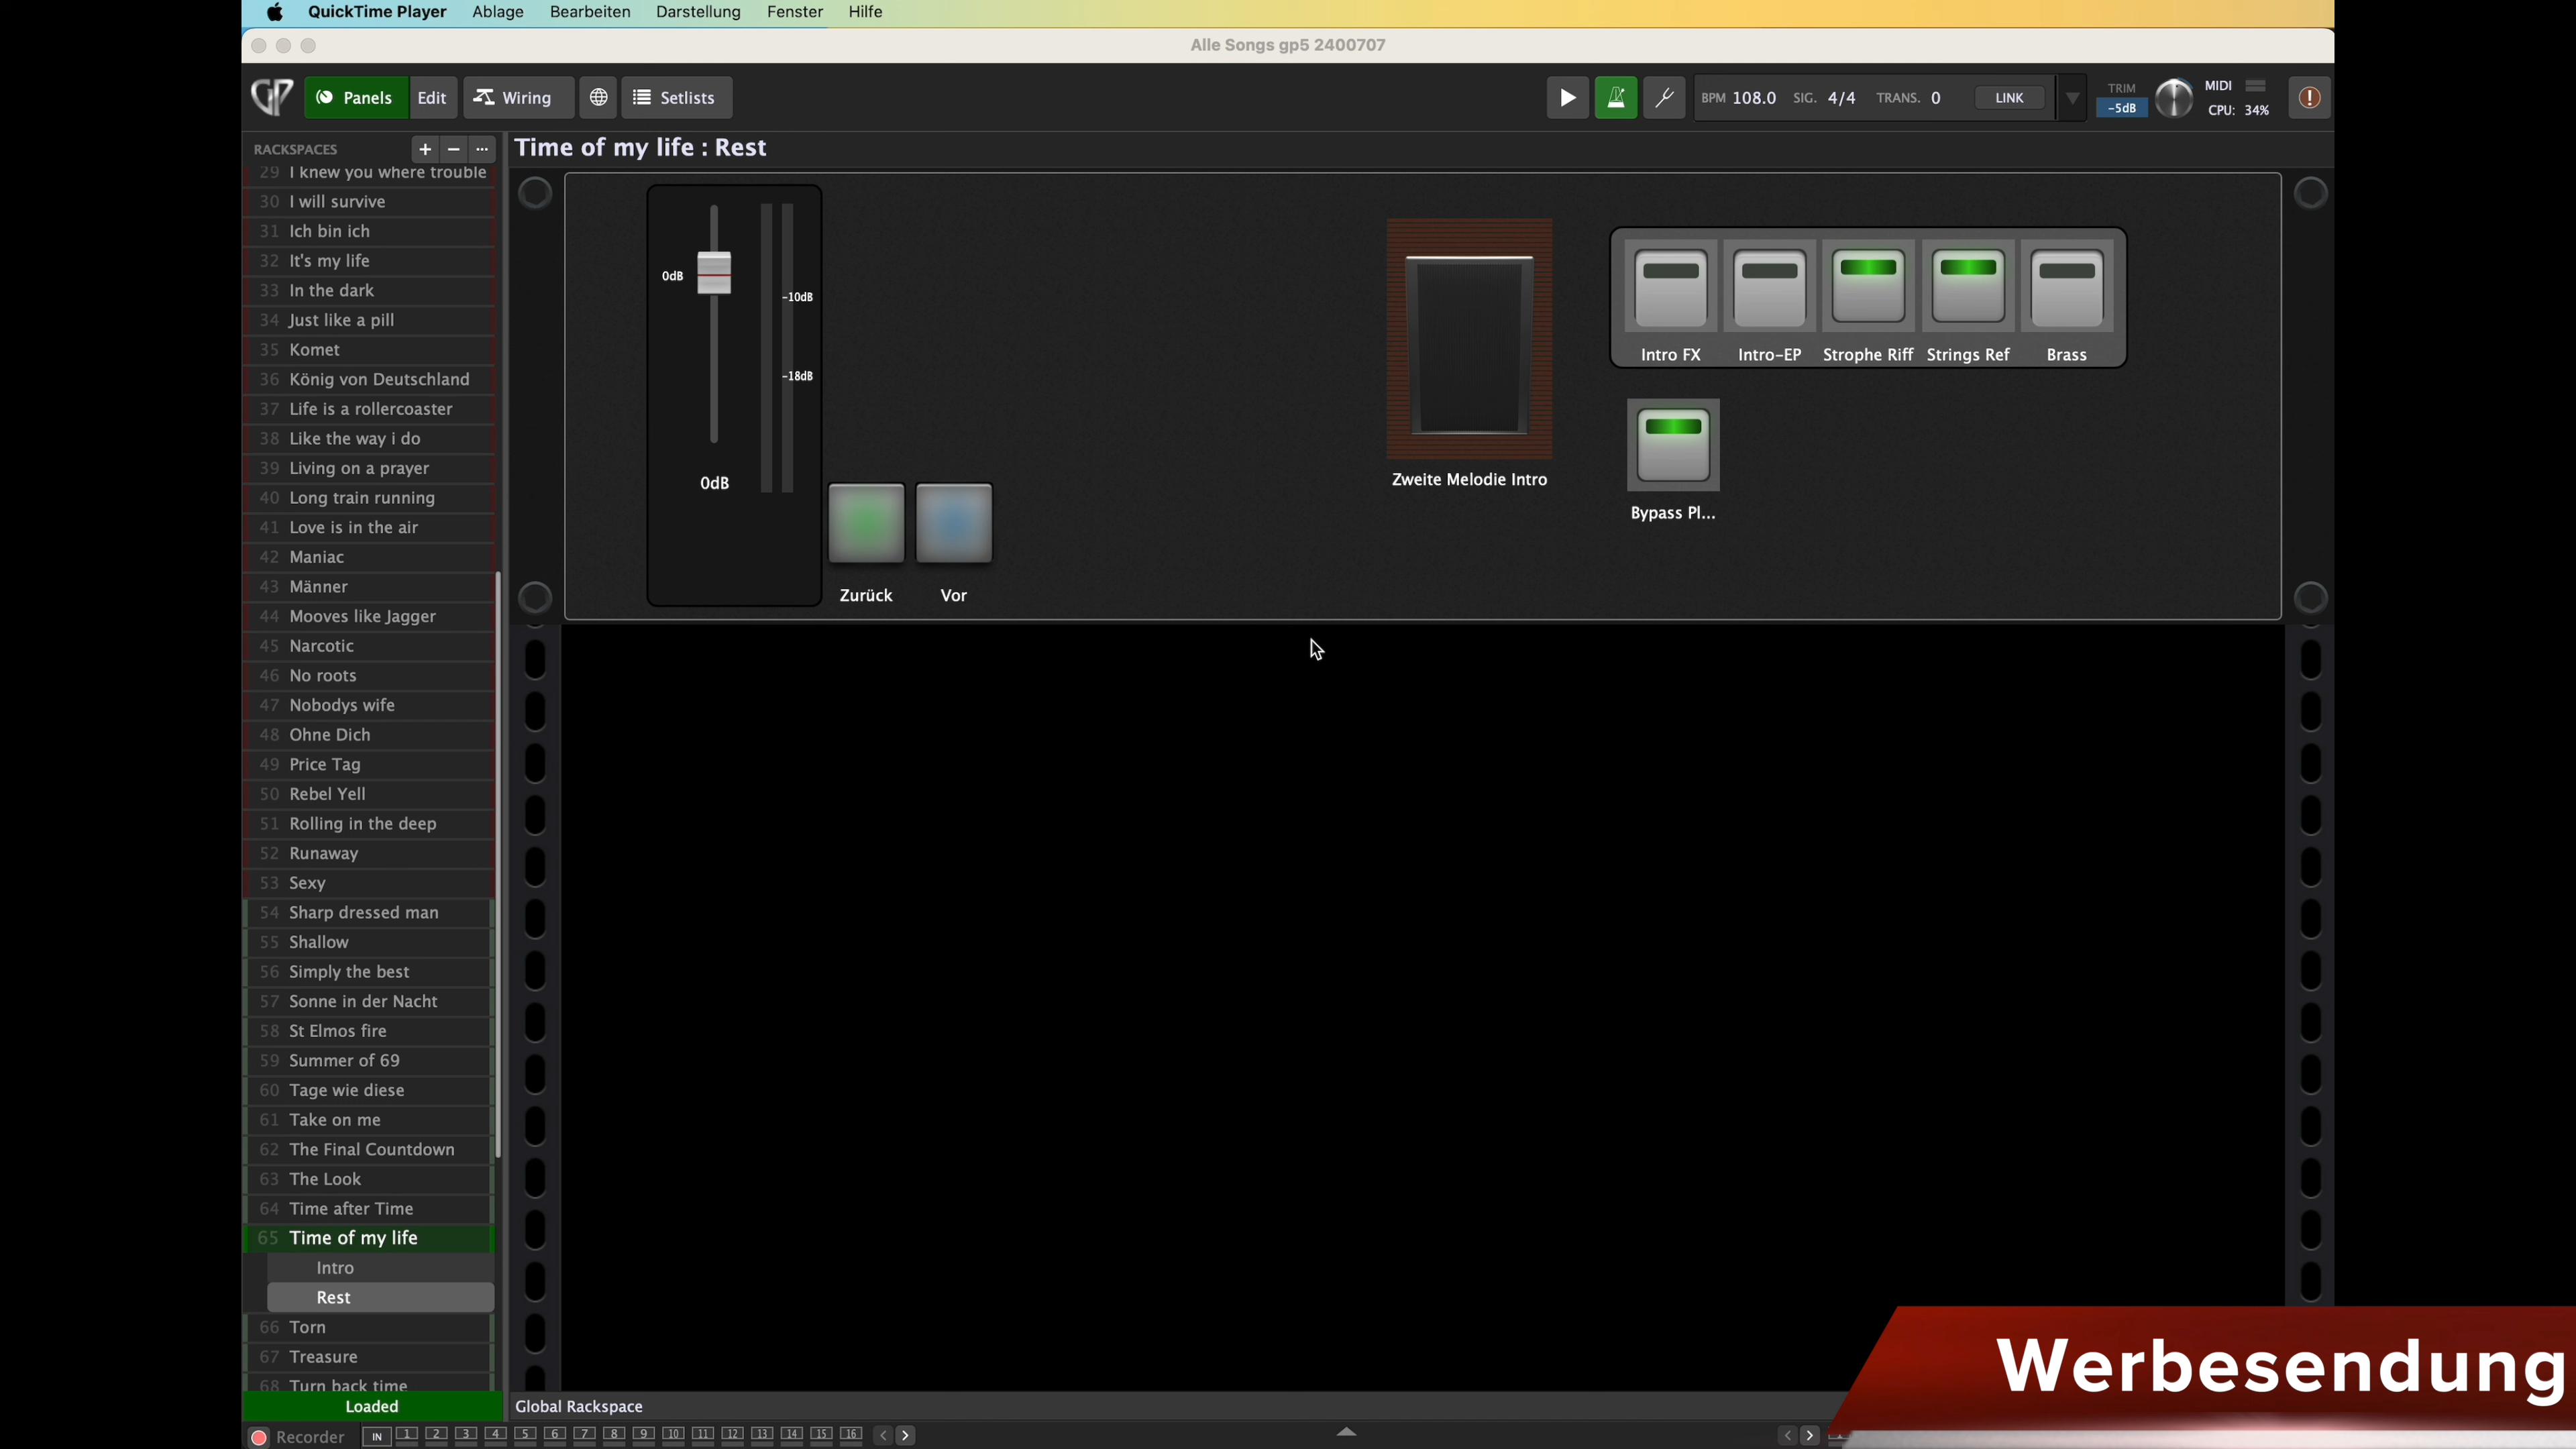 QuickTime Player Ablage Bearbeiten Darstellung Fenster Hilfe
Alle Songs gp5 2400707
GP Panels Edit Wiring Setlists
BPM 108.0 SIG. 4/4 TRANS. 0 LINK
TRIM
-5dB
MIDI
CPU: 34%
RACKSPACES + − ...
Time of my life : Rest
29 I knew you where trouble
30 I will survive
31 Ich bin ich
32 It's my life
33 In the dark
34 Just like a pill
35 Komet
36 König von Deutschland
37 Life is a rollercoaster
38 Like the way i do
39 Living on a prayer
40 Long train running
41 Love is in the air
42 Maniac
43 Männer
44 Mooves like Jagger
45 Narcotic
46 No roots
47 Nobodys wife
48 Ohne Dich
49 Price Tag
50 Rebel Yell
51 Rolling in the deep
52 Runaway
53 Sexy
54 Sharp dressed man
55 Shallow
56 Simply the best
57 Sonne in der Nacht
58 St Elmos fire
59 Summer of 69
60 Tage wie diese
61 Take on me
62 The Final Countdown
63 The Look
64 Time after Time
65 Time of my life
Intro
Rest
66 Torn
67 Treasure
68 Turn back time
Loaded
0dB
-10dB
-18dB
0dB
Zurück Vor
Zweite Melodie Intro
Intro FX Intro-EP Strophe Riff Strings Ref Brass
Bypass Pl...
Werbesendung
Global Rackspace
Recorder IN 1 2 3 4 5 6 7 8 9 10 11 12 13 14 15 16 < >
< >